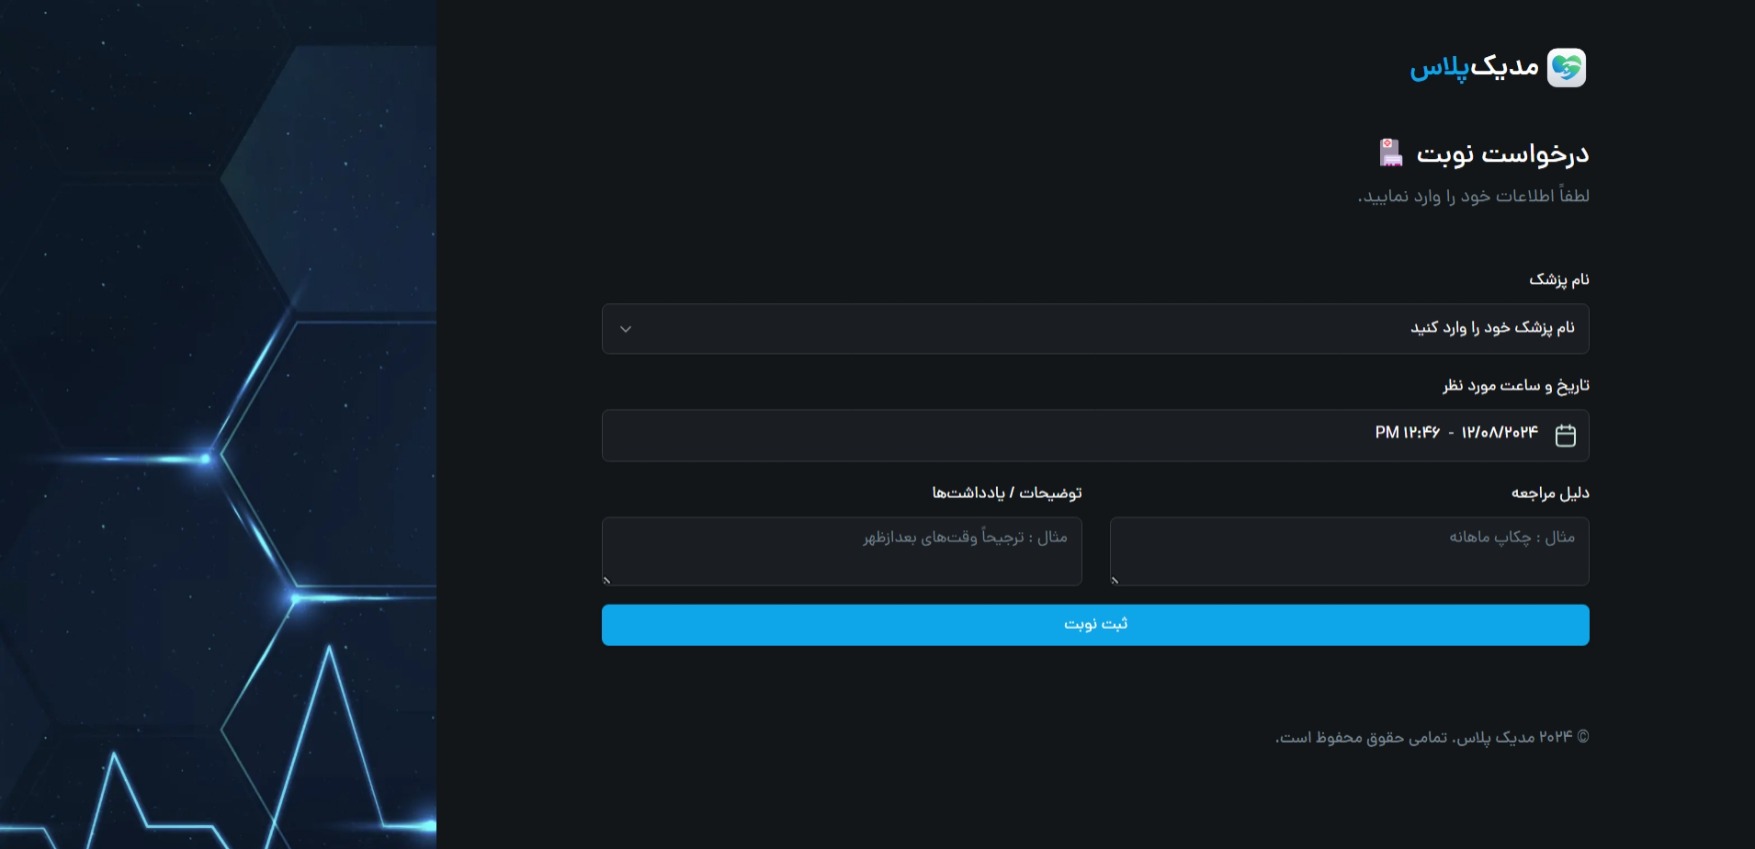 مدیک‌پلاس
درخواست نوبت
لطفاً اطلاعات خود را وارد نمایید.
نام پزشک
نام پزشک خود را وارد کنید
تاریخ و ساعت مورد نظر
۱۲/۰۸/۲۰۲۴ - ۱۲:۴۶ PM
دلیل مراجعه
مثال : چکاپ ماهانه
توضیحات / یادداشت‌ها
مثال : ترجیحاً وقت‌های بعدازظهر
ثبت نوبت
© ۲۰۲۴ مدیک پلاس. تمامی حقوق محفوظ است.